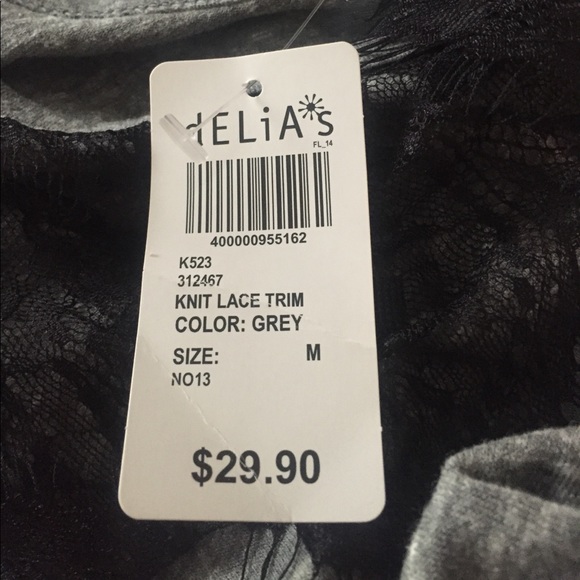 dELiA*s
FL_14
400000955162
K523
312467
KNIT LACE TRIM
COLOR: GREY
SIZE: M
NO13
$29.90